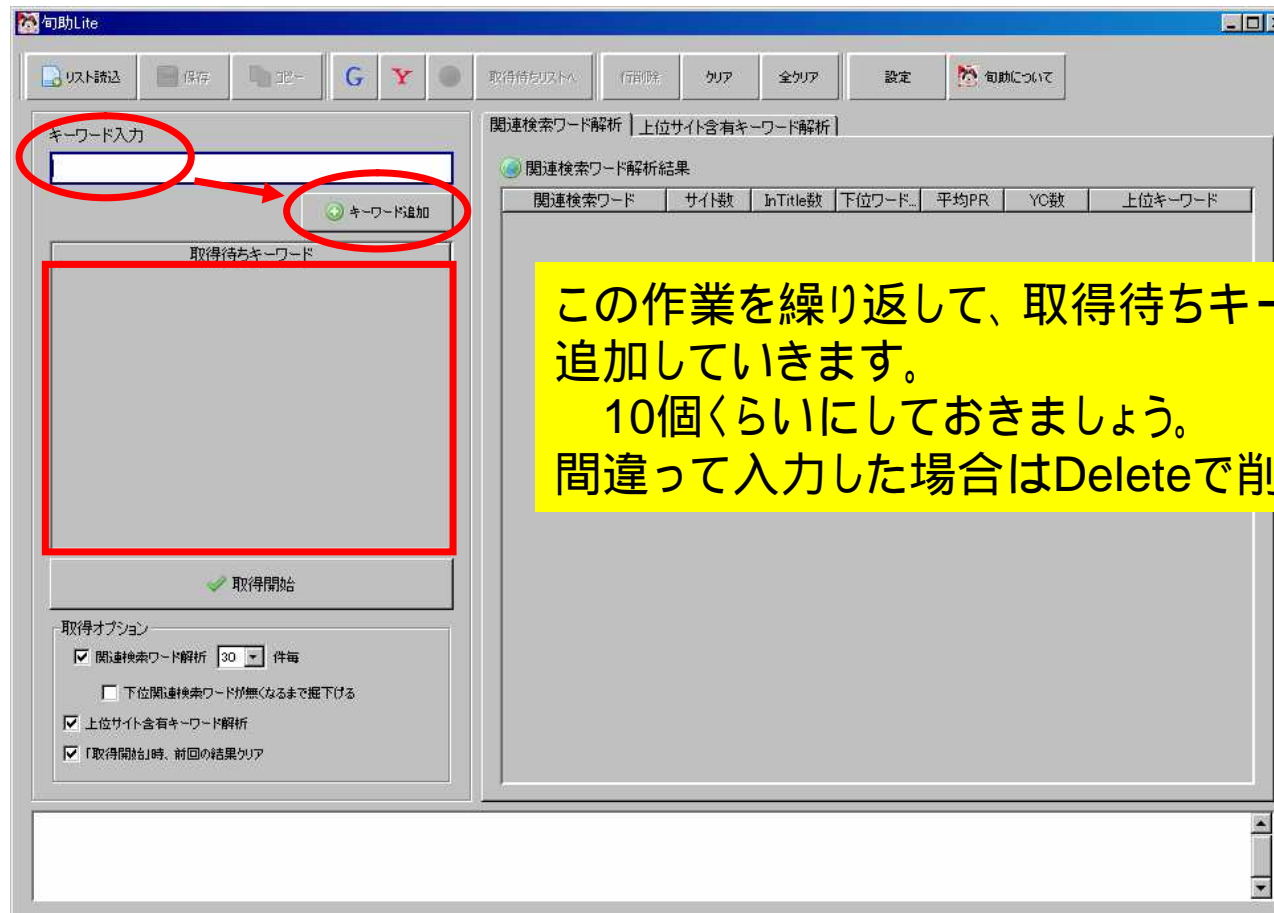 旬助Lite
リスト読込 保存 コピー G Y 取得待ちリストへ 行削除 クリア 全クリア 設定 旬助について
キーワード入力
キーワード追加
取得待ちキーワード
取得開始
取得オプション
関連検索ワード解析 30 件毎
下位関連検索ワードが無くなるまで掘下げる
上位サイト含有キーワード解析
「取得開始」時、前回の結果クリア
関連検索ワード解析 上位サイト含有キーワード解析
関連検索ワード解析結果
関連検索ワード サイト数 InTitle数 下位ワード... 平均PR YC数 上位キーワード
この作業を繰り返して、取得待ちキー
追加していきます。
10個くらいにしておきましょう。
間違って入力した場合はDeleteで削